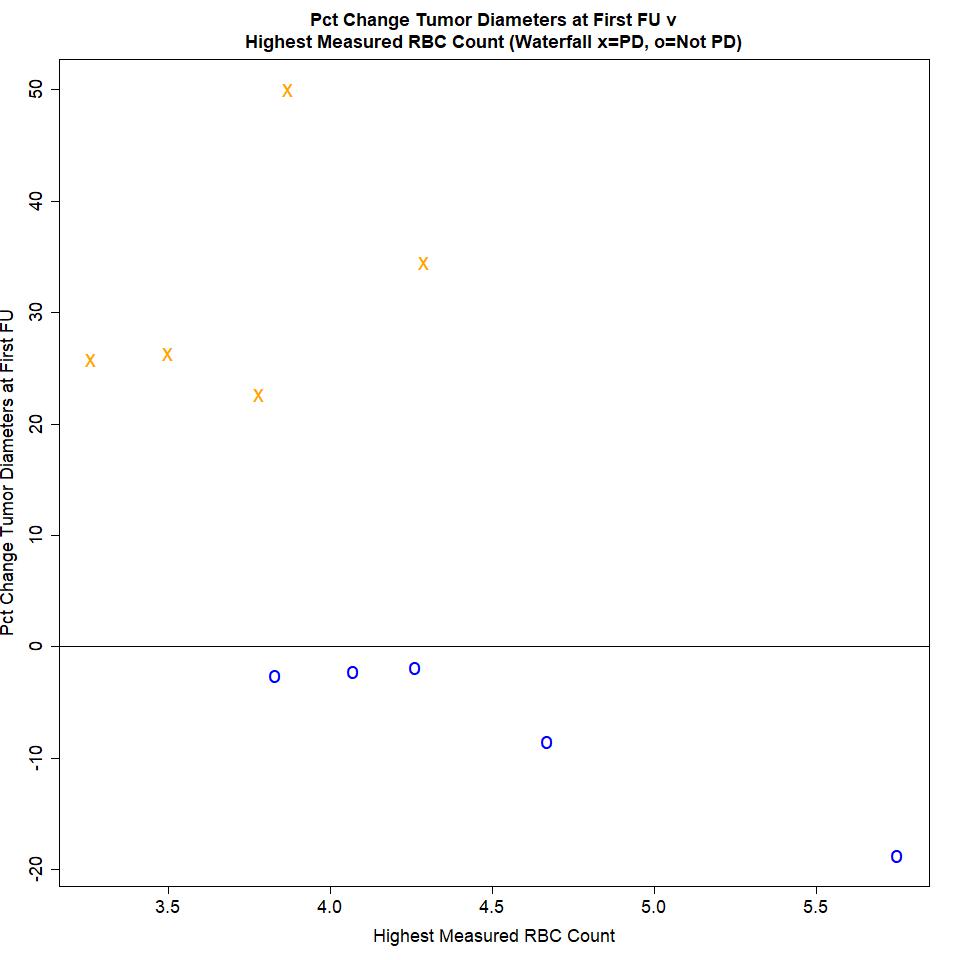 Pct Change Tumor Diameters at First FU v
Highest Measured RBC Count (Waterfall x=PD, o=Not PD)
Pct Change Tumor Diameters at First FU
50
40
30
20
10
0
-10
-20
X
X
X
X
X
O
O
O
O
O
3.5
4.0
4.5
5.0
5.5
Highest Measured RBC Count